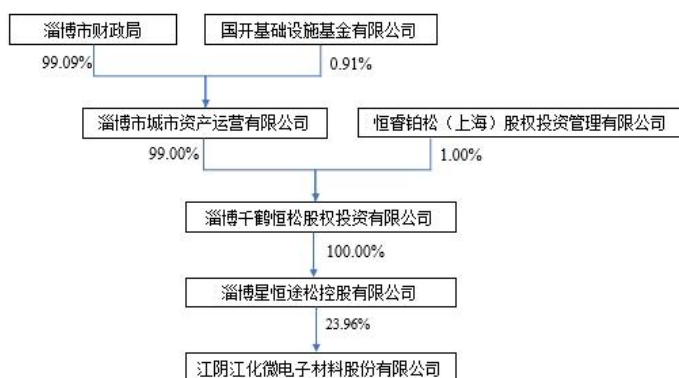 淄博市财政局
国开基础设施基金有限公司
99.09%
0.91%
淄博市城市资产运营有限公司
恒睿铂松（上海）股权投资管理有限公司
99.00%
1.00%
淄博千鹤恒松股权投资有限公司
100.00%
淄博星恒途松控股有限公司
23.96%
江阴江化微电子材料股份有限公司